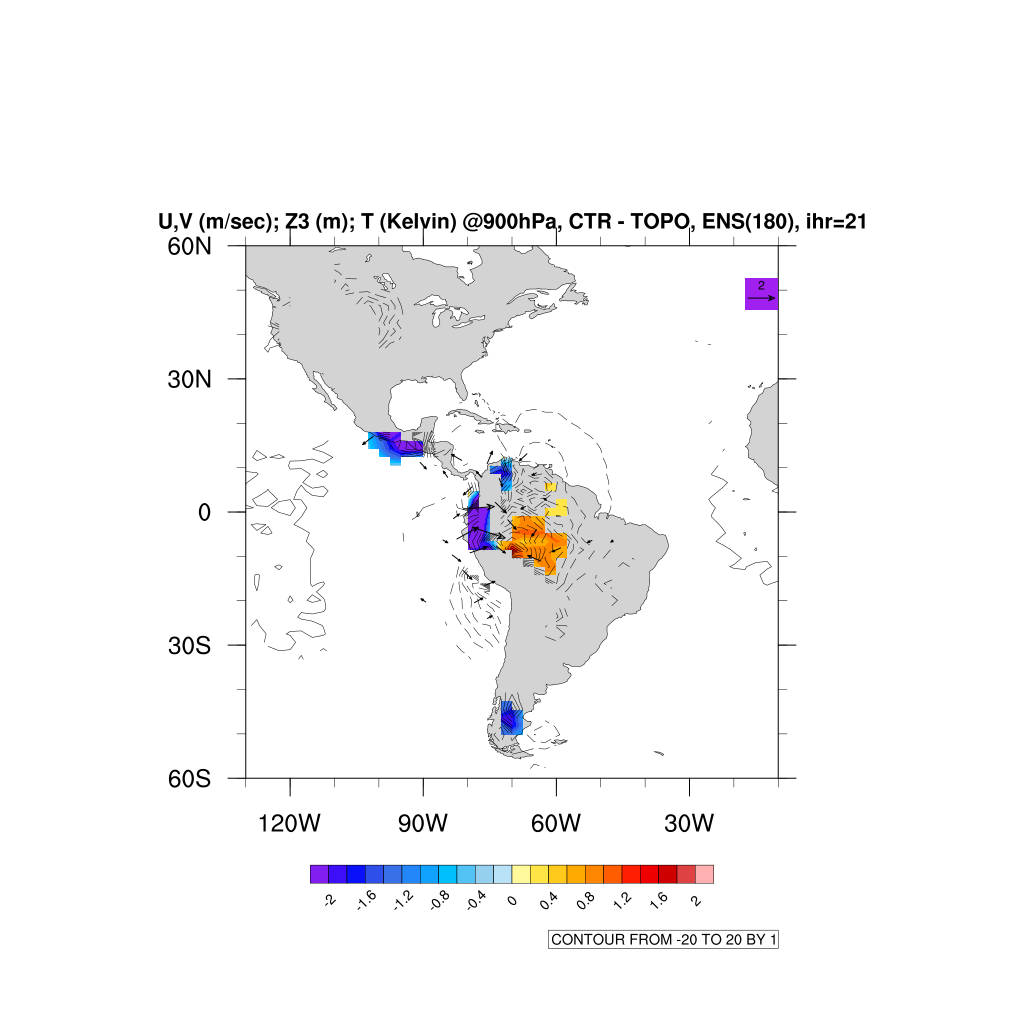 U,V (m/sec); Z3 (m); T (Kelvin) @900hPa, CTR - TOPO, ENS(180), ihr=21
60N
2
30N
0
30S
60S
120W 90W 60W 30W
-2 -1.6 -1.2 -0.8 -0.4 0 0.4 0.8 1.2 1.6 2
CONTOUR FROM -20 TO 20 BY 1